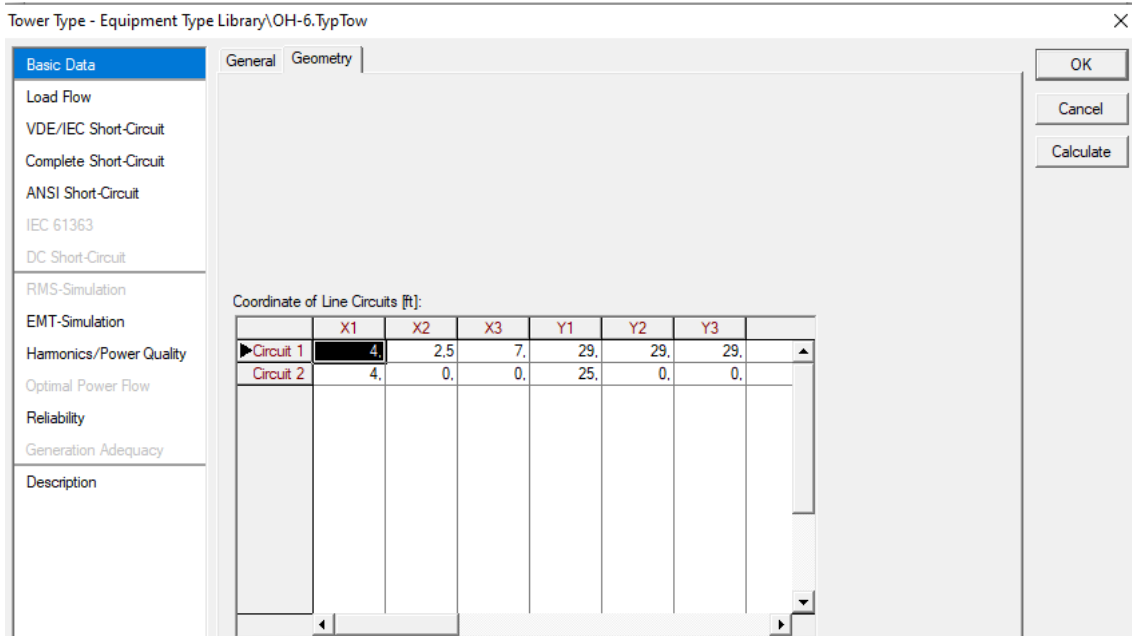 Tower Type - Equipment Type Library\OH-6.TypTow
Basic Data
Load Flow
VDE/IEC Short-Circuit
Complete Short-Circuit
ANSI Short-Circuit
IEC 61363
DC Short-Circuit
RMS-Simulation
EMT-Simulation
Harmonics/Power Quality
Optimal Power Flow
Reliability
Generation Adequacy
Description
General Geometry
OK
Cancel
Calculate
Coordinate of Line Circuits [ft]:
X1 X2 X3 Y1 Y2 Y3
Circuit 1 4, 2,5 7, 29, 29, 29,
Circuit 2 4, 0, 0, 25, 0, 0,